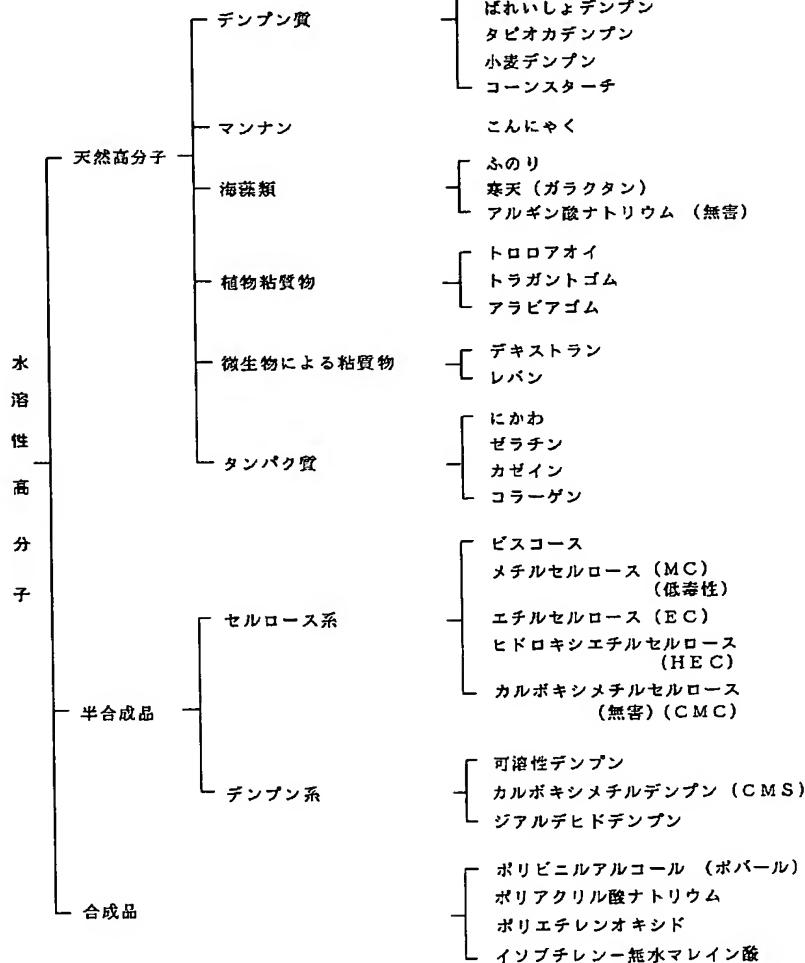 ばれいしょデンプン
デンプン質
タピオカデンプン
小麦デンプン
コーンスターチ
マンナン
こんにゃく
天然高分子
ふのり
海藻類
寒天（ガラクタン）
アルギン酸ナトリウム （無害）
トロロアオイ
植物粘質物
トラガントゴム
アラビアゴム
微生物による粘質物
デキストラン
レバン
にかわ
ゼラチン
タンパク質
カゼイン
コラーゲン
水溶性高分子
ビスコース
メチルセルロース（ＭＣ）
（低毒性）
セルロース系
エチルセルロース（ＥＣ）
ヒドロキシエチルセルロース
（ＨＥＣ）
カルボキシメチルセルロース
（無害）（ＣＭＣ）
半合成品
可溶性デンプン
デンプン系
カルボキシメチルデンプン（ＣＭＳ）
ジアルデヒドデンプン
ポリビニルアルコール （ポバール）
ポリアクリル酸ナトリウム
合成品
ポリエチレンオキシド
イソブチレン－無水マレイン酸